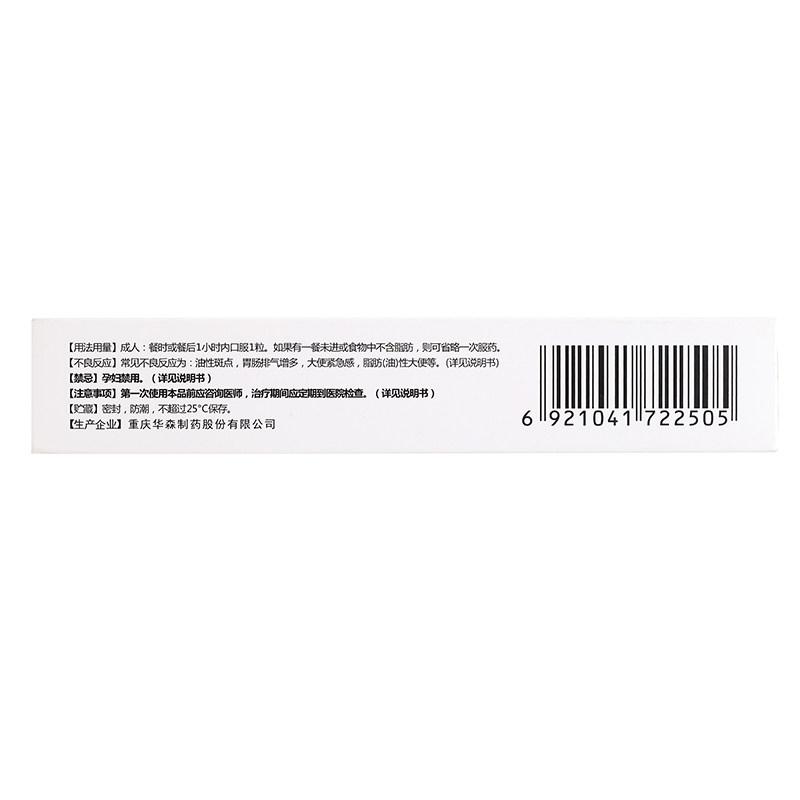 【用法用量】成人：餐时或餐后1小时内口服1粒。如果有一餐未进或食物中不含脂肪，则可省略一次服药。
【不良反应】常见不良反应为：油性斑点，胃肠排气增多，大便紧急感，脂肪(油)性大便等。(详见说明书)
【禁忌】孕妇禁用。（详见说明书）
【注意事项】第一次使用本品前应咨询医师，治疗期间应定期到医院检查。（详见说明书）
【贮藏】密封，防潮，不超过25°C保存。
【生产企业】重庆华森制药股份有限公司
6 921041 722505